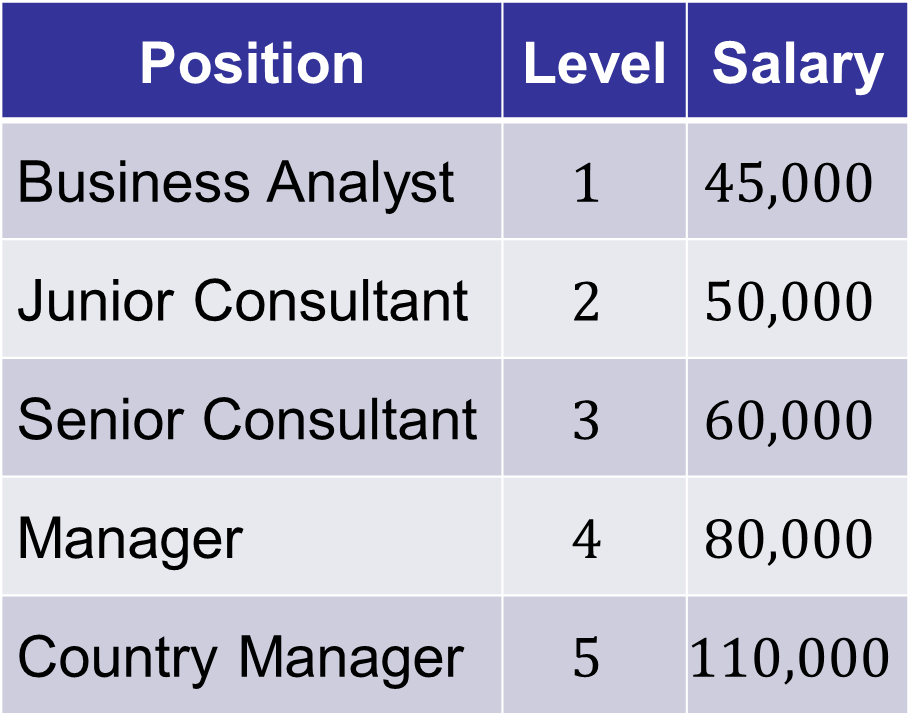 Position Level Salary
Business Analyst 1 45,000
Junior Consultant 2 50,000
Senior Consultant 3 60,000
Manager 4 80,000
Country Manager 5 110,000